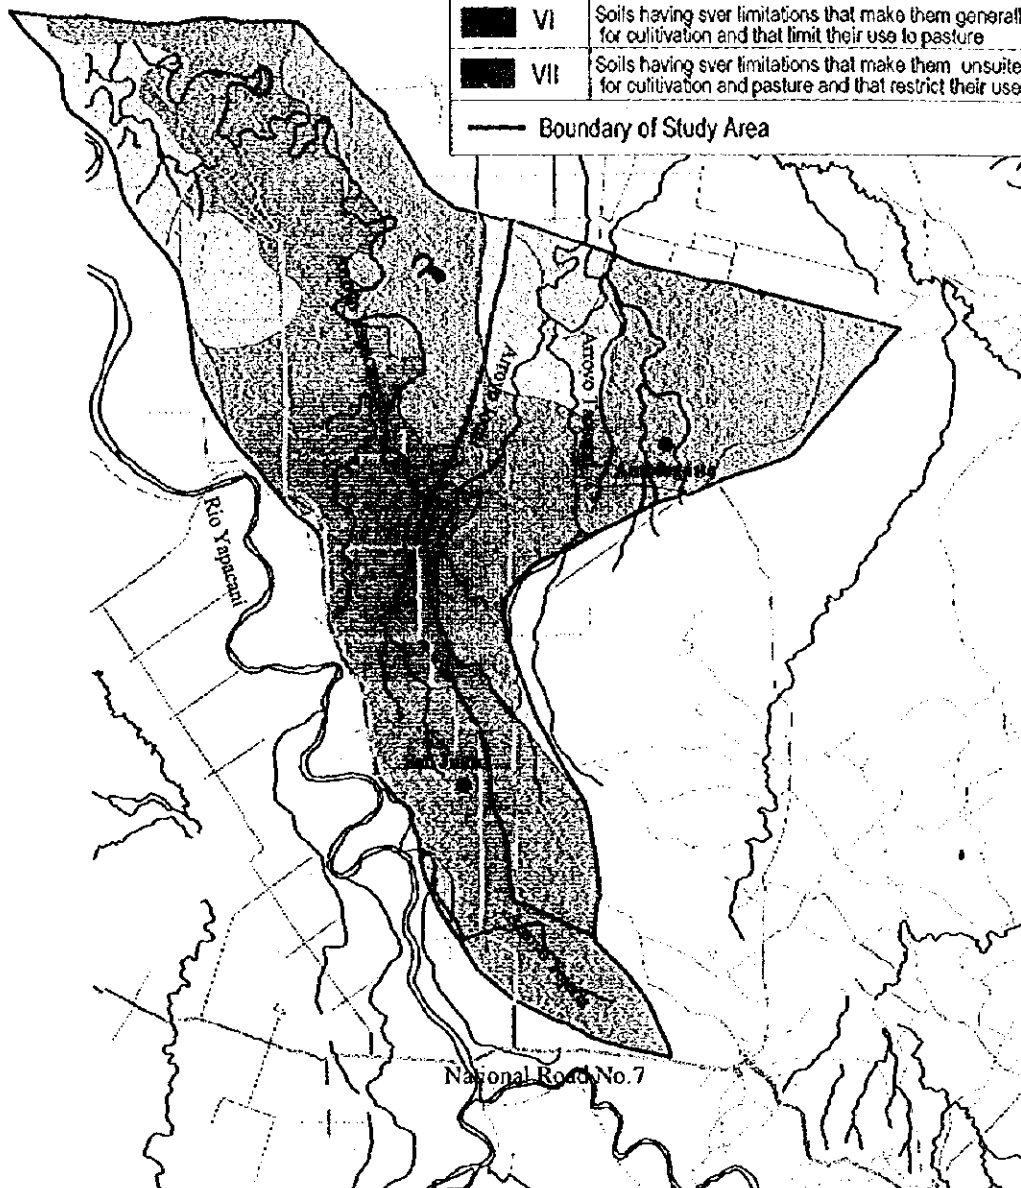 VI
Soils having sver limitations that make them generall
for culitivation and that limit their use to pasture
VII
Soils having sver limitations that make them unsuite
for culitivation and pasture and that restrict their use
Boundary of Study Area
Arroyo
Arroyo
Rio Yapacani
National Road No.7